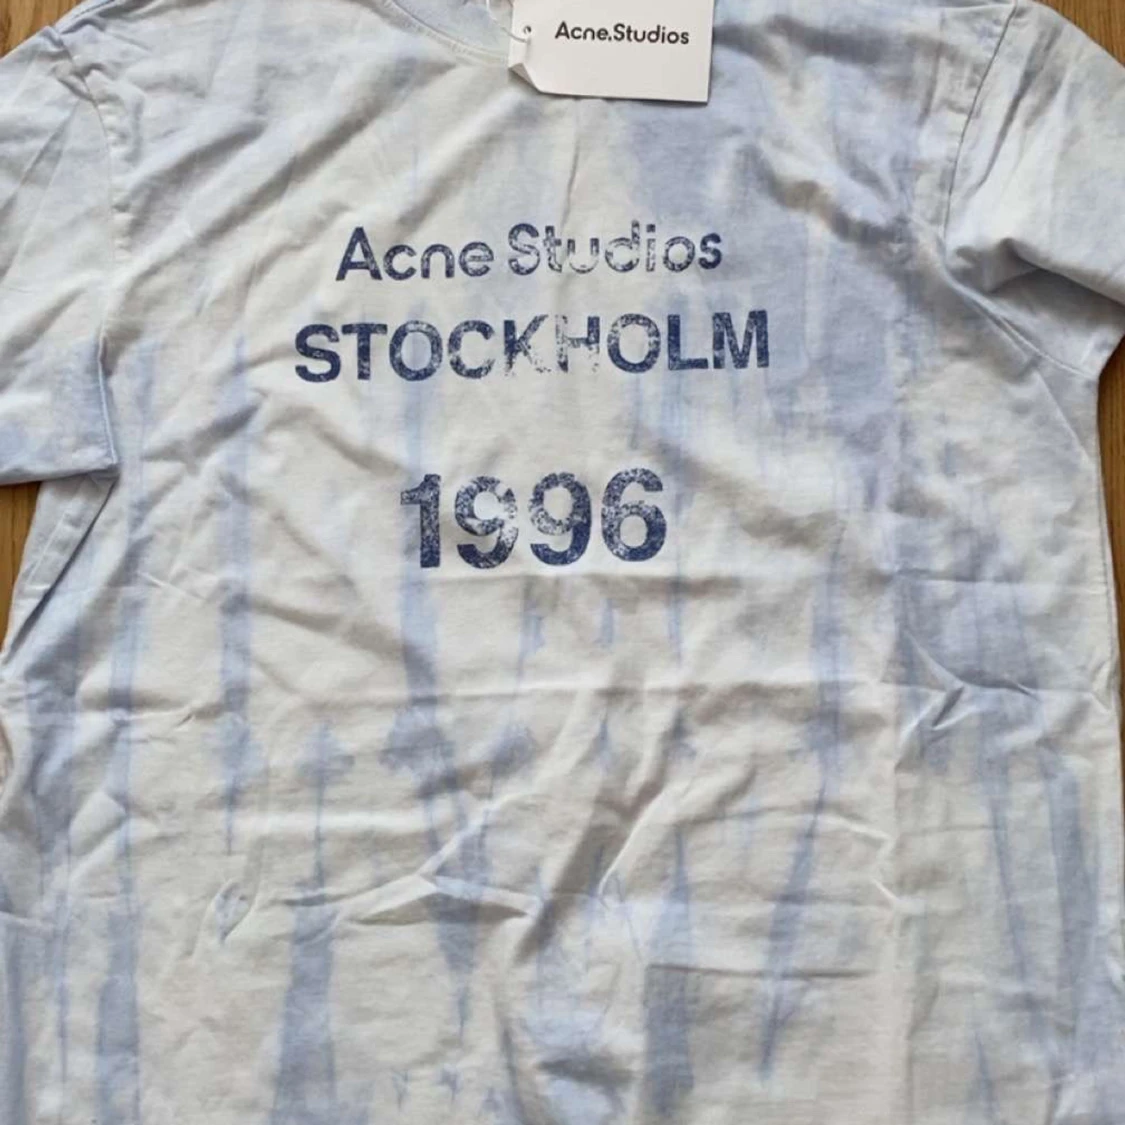 Acne.Studios
Acne Studios
STOCKHOLM
1996